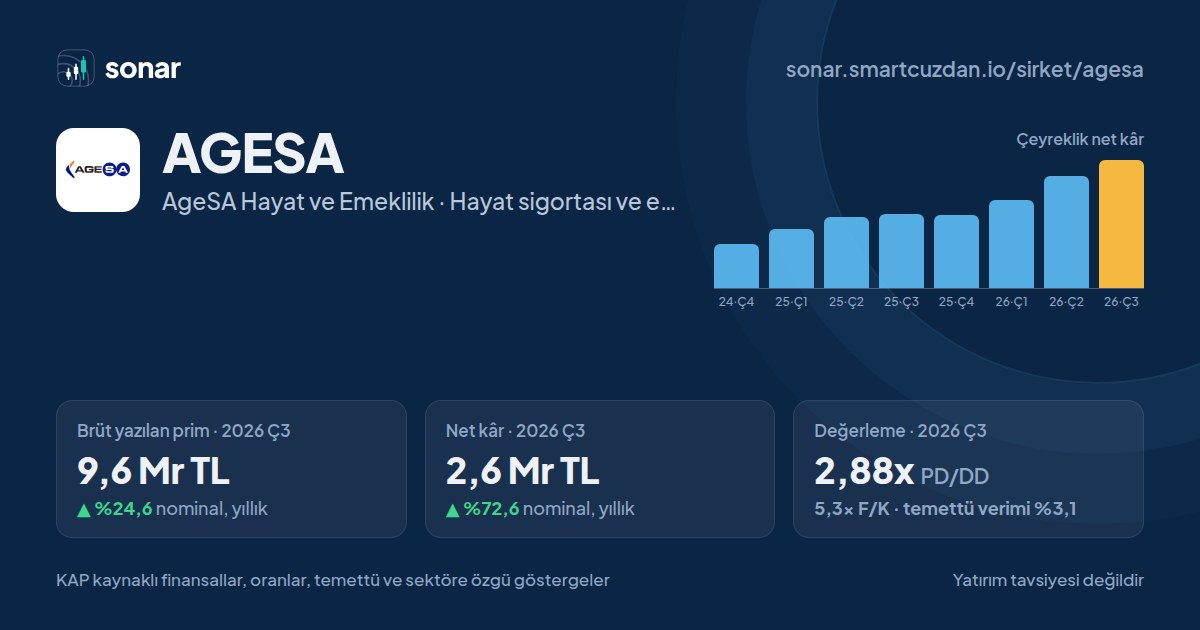 sonar
sonar.smartcuzdan.io/sirket/agesa
AGESA
AGESA
AgeSA Hayat ve Emeklilik · Hayat sigortası ve e…
Çeyreklik net kâr
24·Ç4 25·Ç1 25·Ç2 25·Ç3 25·Ç4 26·Ç1 26·Ç2 26·Ç3
Brüt yazılan prim · 2026 Ç3
9,6 Mr TL
▲ %24,6 nominal, yıllık
Net kâr · 2026 Ç3
2,6 Mr TL
▲ %72,6 nominal, yıllık
Değerleme · 2026 Ç3
2,88x PD/DD
5,3× F/K · temettü verimi %3,1
KAP kaynaklı finansallar, oranlar, temettü ve sektöre özgü göstergeler
Yatırım tavsiyesi değildir